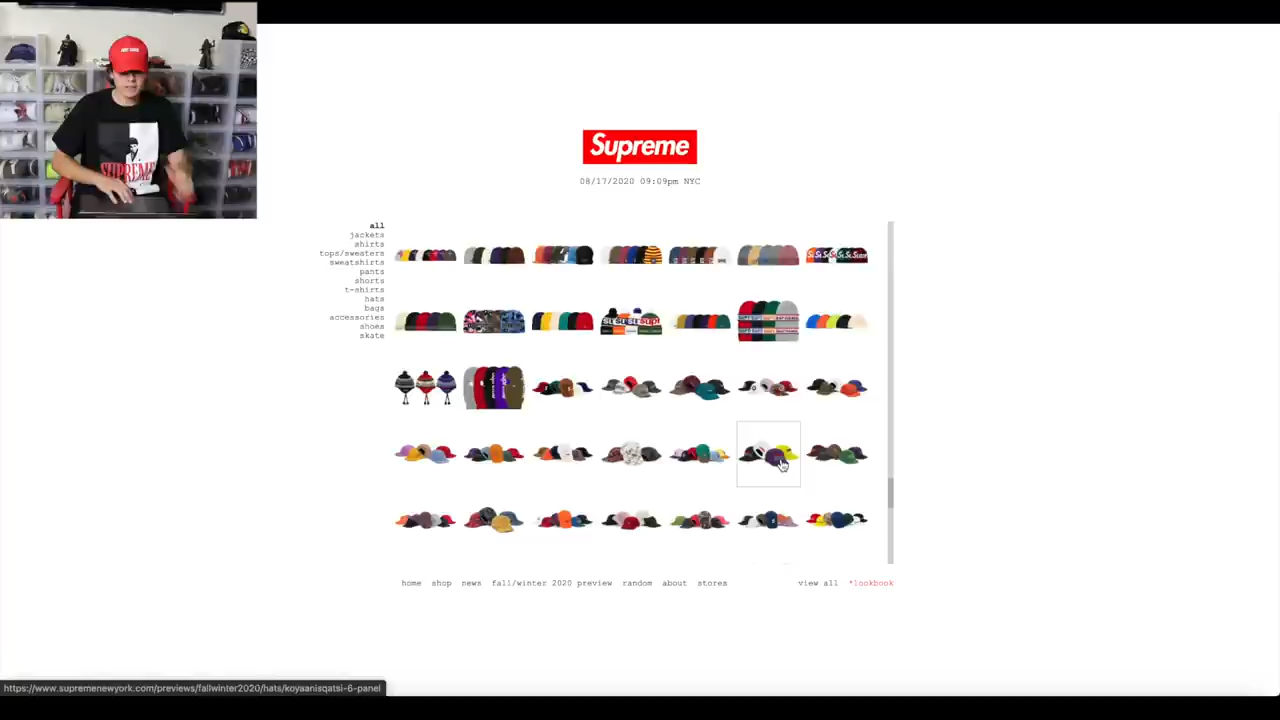 SUPREME
Supreme
08/17/2020 09:09pm NYC
all
jackets
shirts
tops/sweaters
sweatshirts
pants
shorts
t-shirts
hats
bags
accessories
shoes
skate
home shop news fall/winter 2020 preview random about stores view all *lookbook
https://www.supremenewyork.com/previews/fallwinter2020/hats/koyaanisqatsi-6-panel